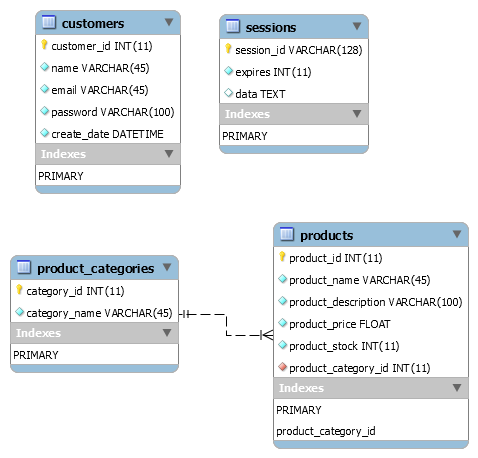 customers
customer_id INT(11)
name VARCHAR(45)
email VARCHAR(45)
password VARCHAR(100)
create_date DATETIME
Indexes
PRIMARY
sessions
session_id VARCHAR(128)
expires INT(11)
data TEXT
Indexes
PRIMARY
product_categories
category_id INT(11)
category_name VARCHAR(45)
Indexes
PRIMARY
products
product_id INT(11)
product_name VARCHAR(45)
product_description VARCHAR(100)
product_price FLOAT
product_stock INT(11)
product_category_id INT(11)
Indexes
PRIMARY
product_category_id